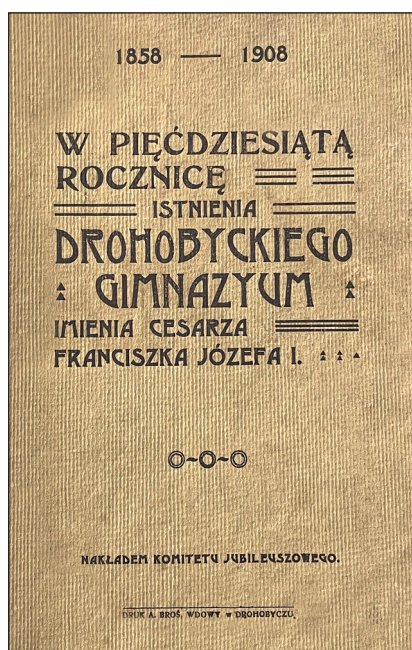 1858 — 1908
W PIĘĆDZIESIĄTĄ
ROCZNICĘ
ISTNIENIA
DROHOBYCKIEGO
GIMNAZYUM
IMIENIA CESARZA
FRANCISZKA JÓZEFA I.
NAKŁADEM KOMITETU JUBILEUSZOWEGO.
DRUK A. BROŚ. WDOWY w DROHOBYCZU.